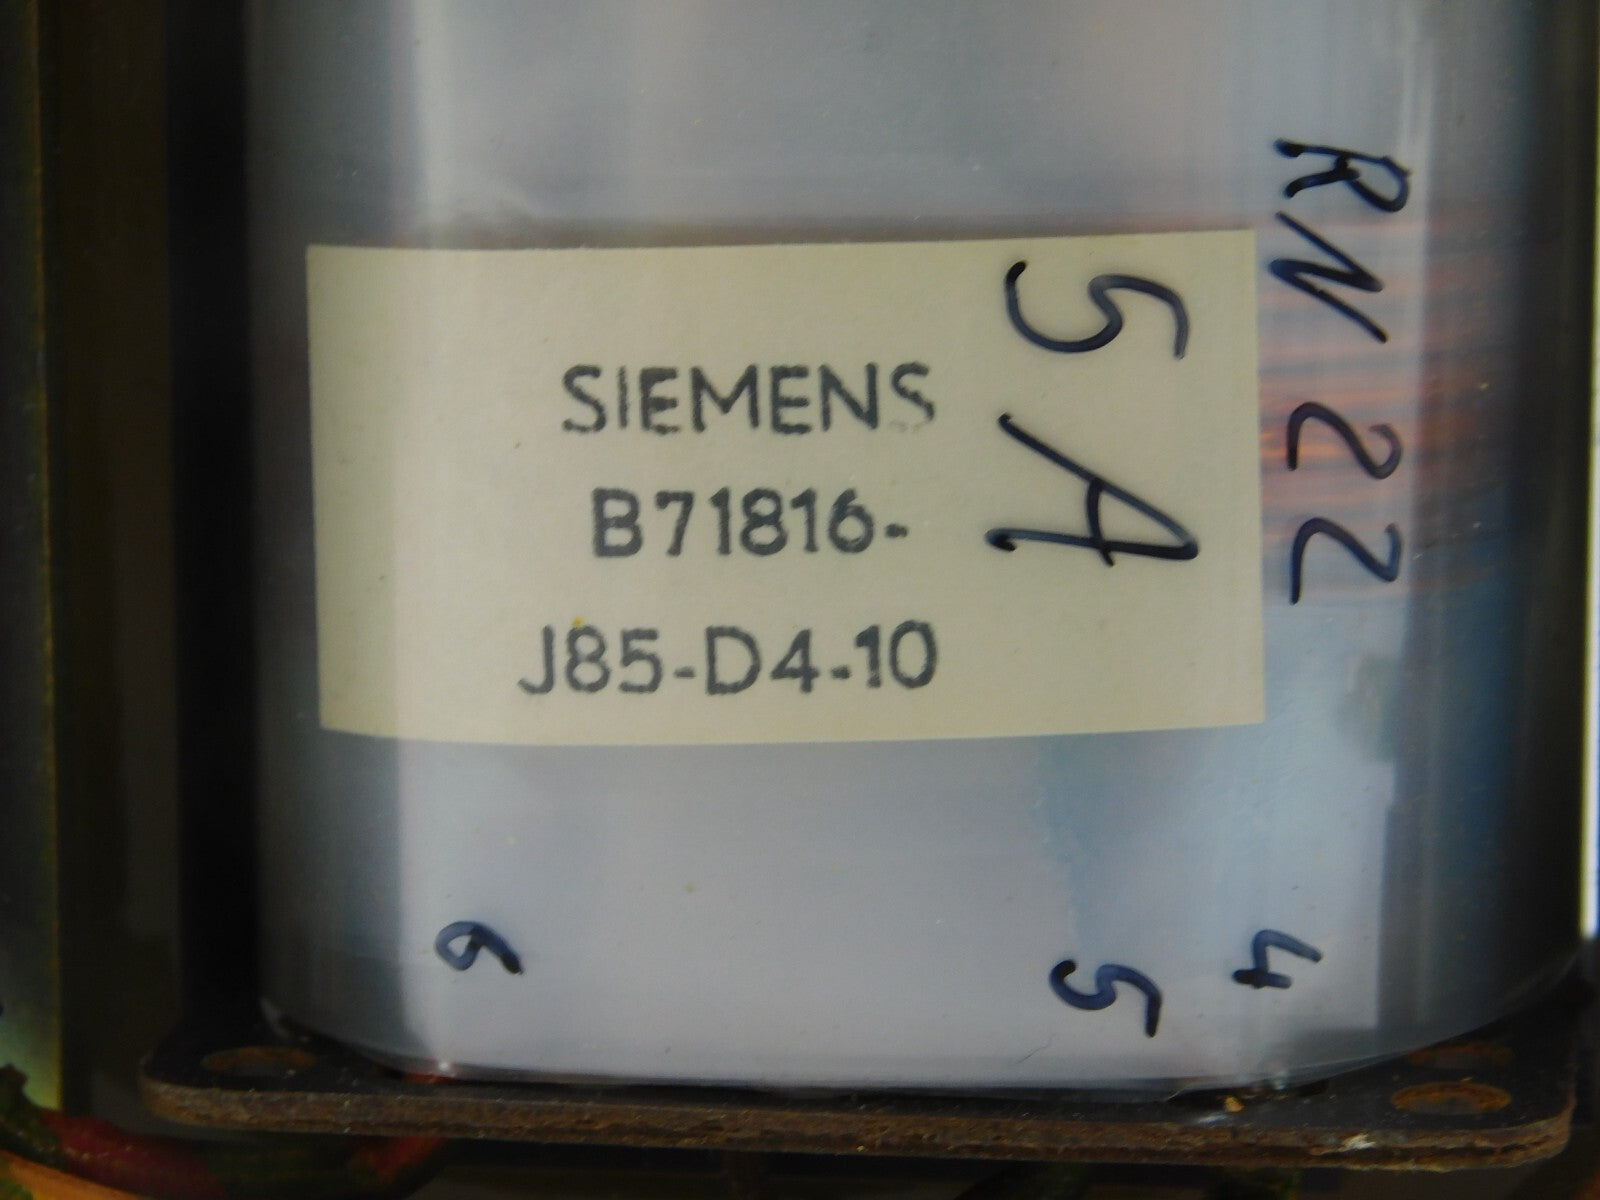 SIEMENS
B71816-
J85-D4-10
5A
RN22
6
5
4